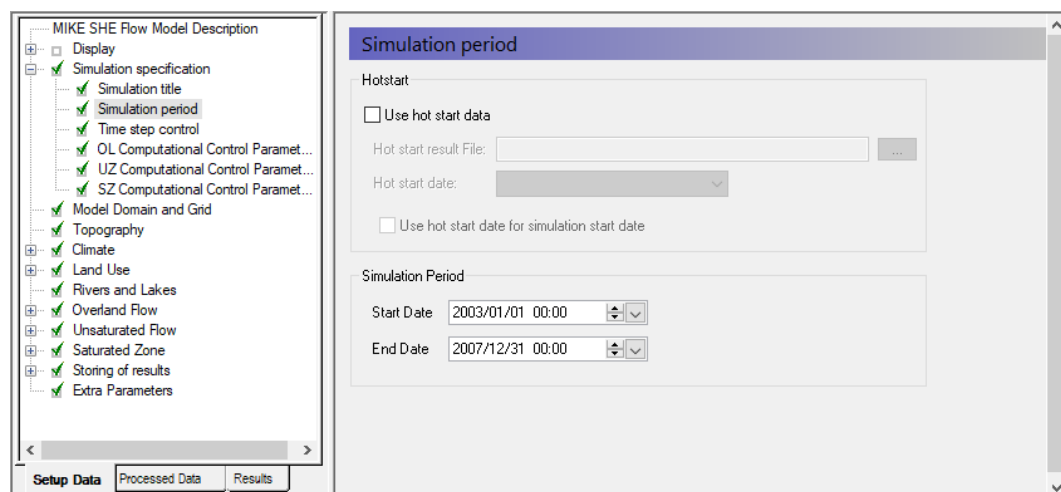 MIKE SHE Flow Model Description
Display
Simulation specification
Simulation title
Simulation period
Time step control
OL Computational Control Paramet...
UZ Computational Control Paramet...
SZ Computational Control Paramet...
Model Domain and Grid
Topography
Climate
Land Use
Rivers and Lakes
Overland Flow
Unsaturated Flow
Saturated Zone
Storing of results
Extra Parameters
Setup Data Processed Data Results
Simulation period
Hotstart
Use hot start data
Hot start result File: ...
Hot start date:
Use hot start date for simulation start date
Simulation Period
Start Date 2003/01/01 00:00
End Date 2007/12/31 00:00